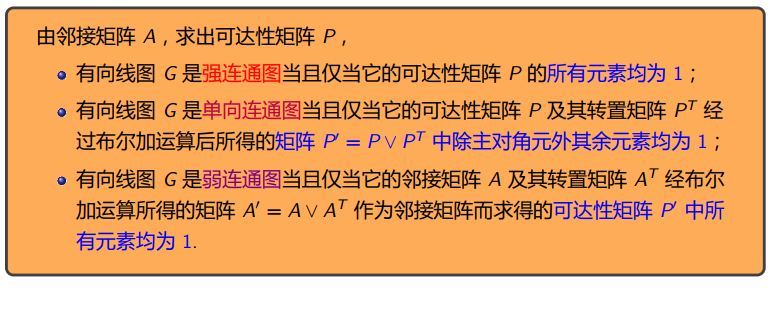 由邻接矩阵 A，求出可达性矩阵 P，
有向线图 G 是强连通图当且仅当它的可达性矩阵 P 的所有元素均为 1；
有向线图 G 是单向连通图当且仅当它的可达性矩阵 P 及其转置矩阵 Pᵀ 经
过布尔加运算后所得的矩阵 P′ = P ∨ Pᵀ 中除主对角元外其余元素均为 1；
有向线图 G 是弱连通图当且仅当它的邻接矩阵 A 及其转置矩阵 Aᵀ 经布尔
加运算所得的矩阵 A′ = A ∨ Aᵀ 作为邻接矩阵而求得的可达性矩阵 P′ 中所
有元素均为 1.